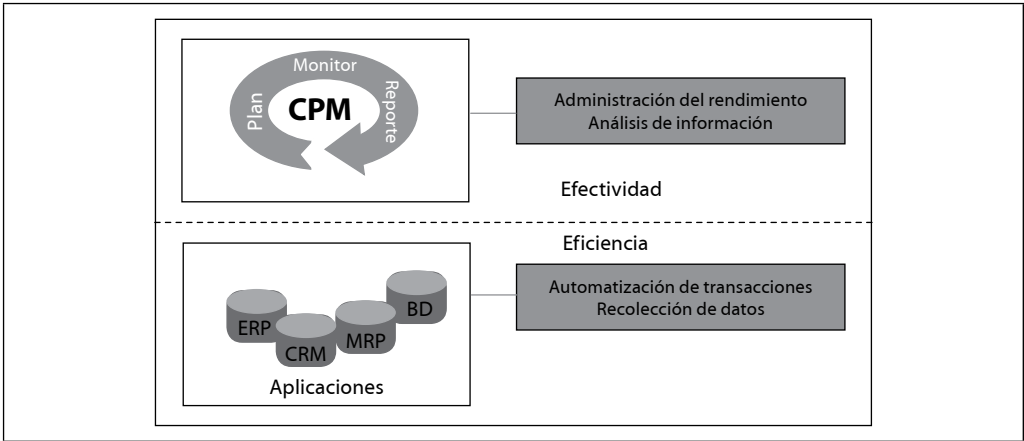 Monitor
Plan
CPM
Reporte
Administración del rendimiento
Análisis de información
Efectividad
Eficiencia
ERP
CRM
MRP
BD
Aplicaciones
Automatización de transacciones
Recolección de datos